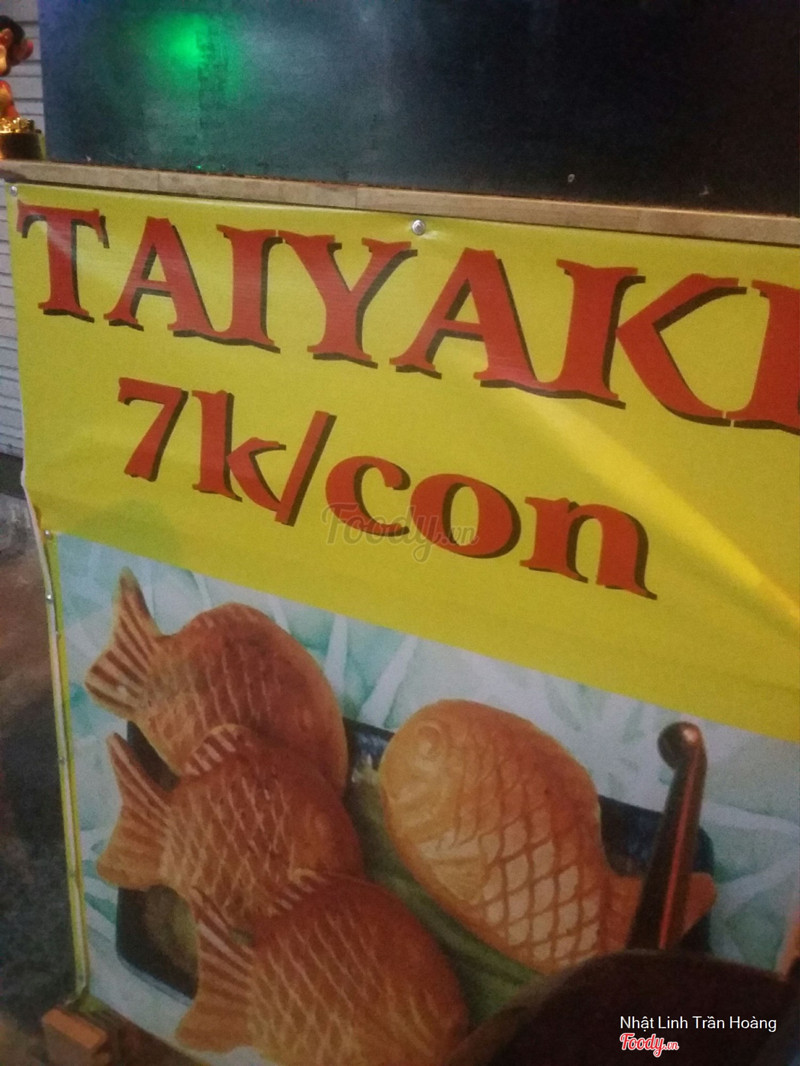 TAIYAKI
7k/con
Foody.vn
Nhật Linh Trần Hoàng
Foody.vn